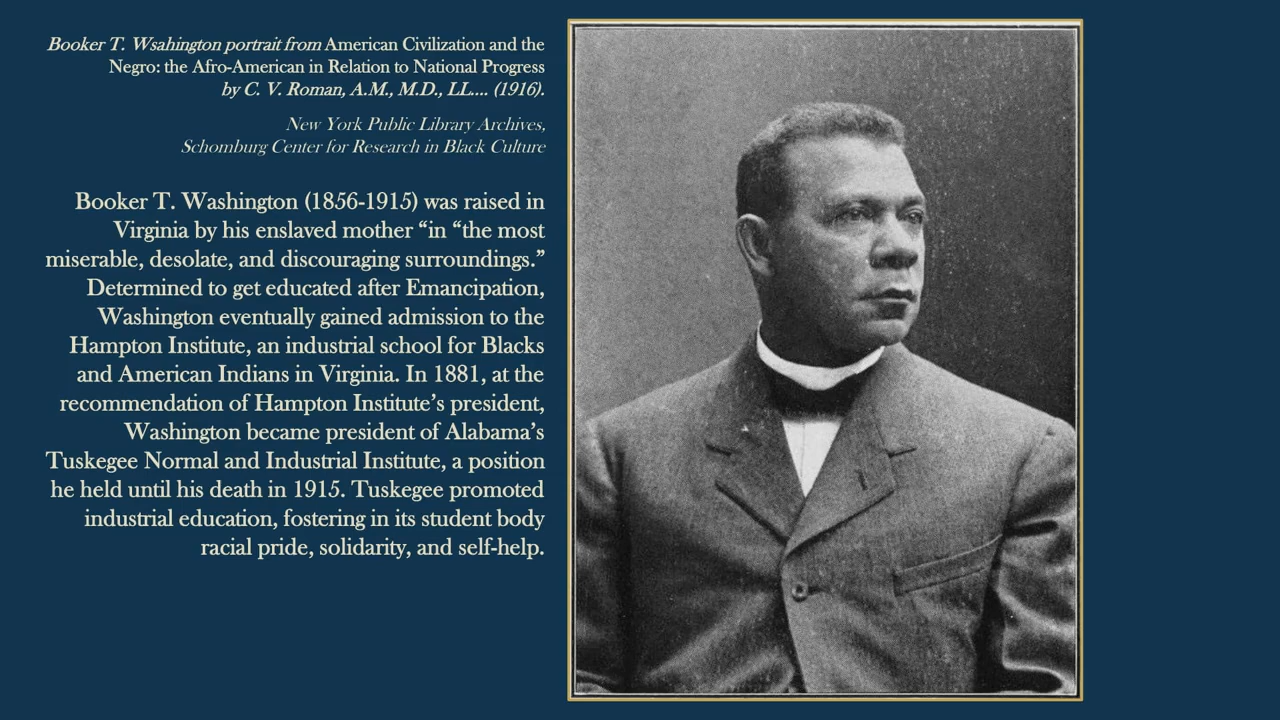 Booker T. Wsahington portrait from American Civilization and the
Negro: the Afro-American in Relation to National Progress
by C. V. Roman, A.M., M.D., LL.... (1916).
New York Public Library Archives,
Schomburg Center for Research in Black Culture
Booker T. Washington (1856-1915) was raised in
Virginia by his enslaved mother “in “the most
miserable, desolate, and discouraging surroundings.”
Determined to get educated after Emancipation,
Washington eventually gained admission to the
Hampton Institute, an industrial school for Blacks
and American Indians in Virginia. In 1881, at the
recommendation of Hampton Institute’s president,
Washington became president of Alabama’s
Tuskegee Normal and Industrial Institute, a position
he held until his death in 1915. Tuskegee promoted
industrial education, fostering in its student body
racial pride, solidarity, and self-help.